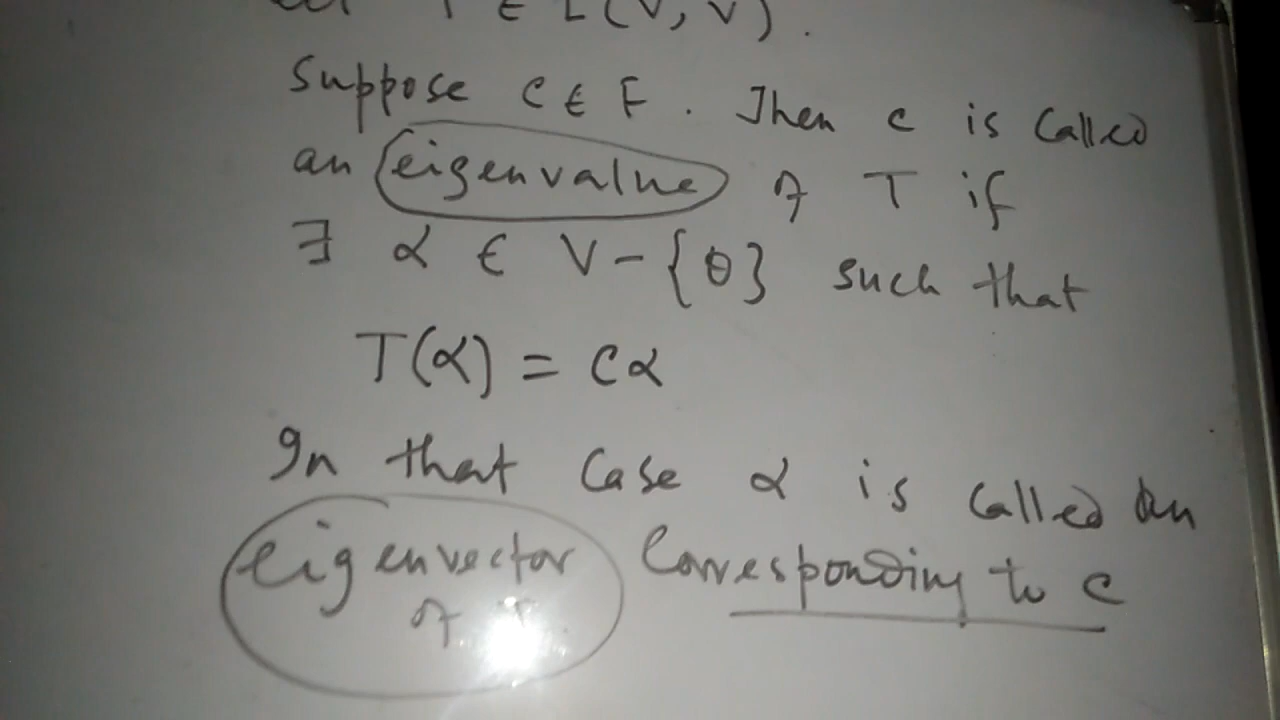 T ∈ L(V, V).
Suppose c ∈ F. Then c is called
an eigenvalue of T if
∃ α ∈ V - {θ} such that
T(α) = cα
In that case α is called an
eigenvector corresponding to c
of T